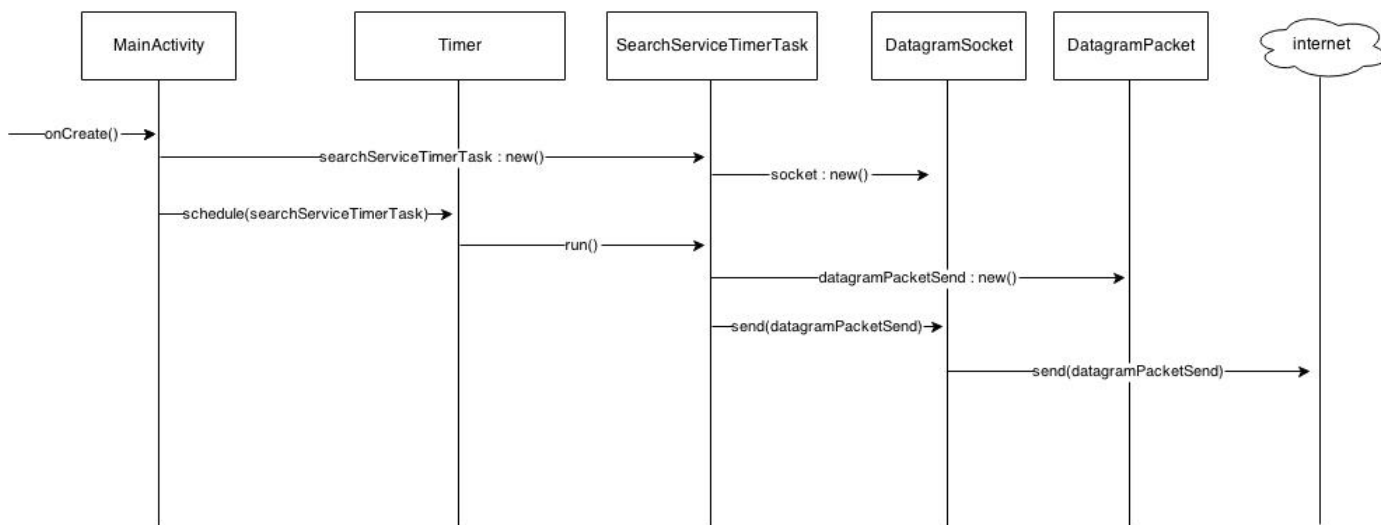 MainActivity
Timer
SearchServiceTimerTask
DatagramSocket
DatagramPacket
internet
onCreate()
searchServiceTimerTask : new()
socket : new()
schedule(searchServiceTimerTask)
run()
datagramPacketSend : new()
send(datagramPacketSend)
send(datagramPacketSend)